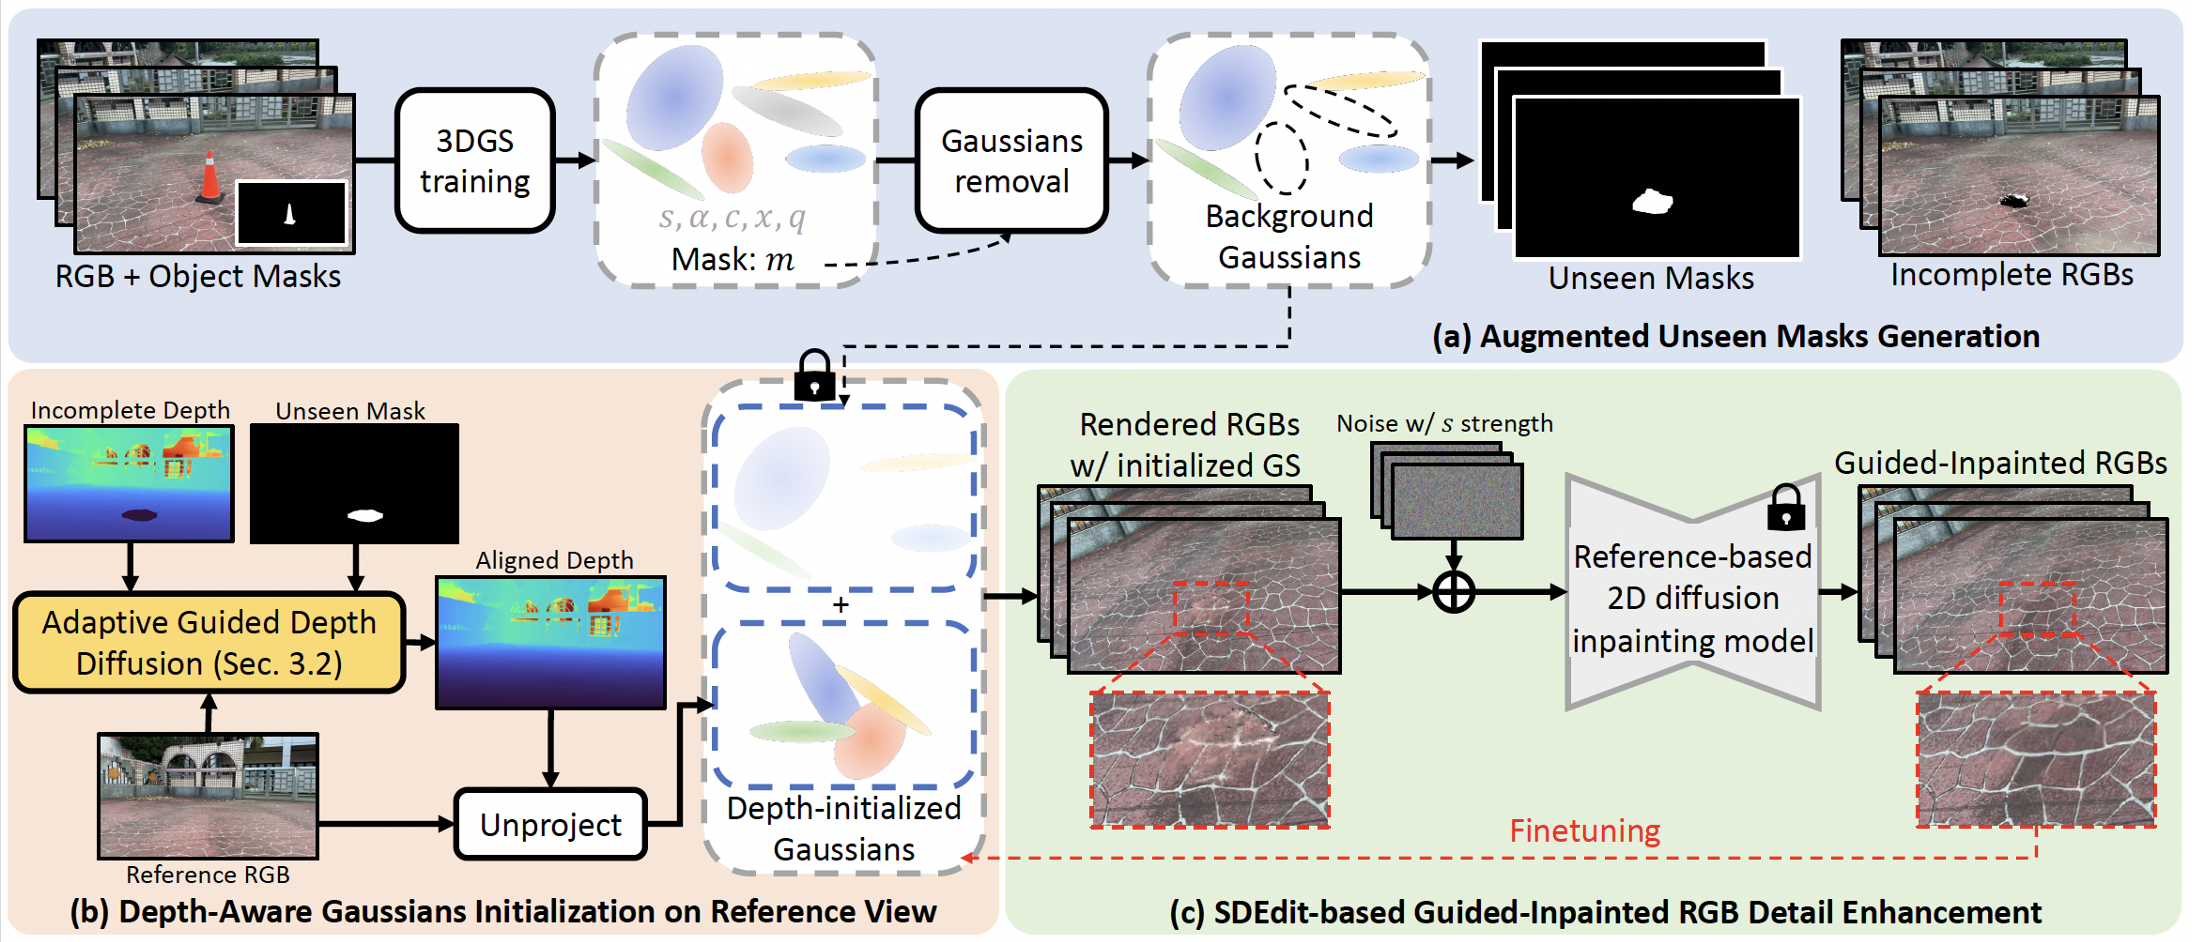 3DGS
training
s, α, c, x, q
Mask: m
Gaussians
removal
Background
Gaussians
RGB + Object Masks
Unseen Masks
Incomplete RGBs
(a) Augmented Unseen Masks Generation
Incomplete Depth
Unseen Mask
Aligned Depth
Adaptive Guided Depth
Diffusion (Sec. 3.2)
+
Unproject
Depth-initialized
Gaussians
Reference RGB
(b) Depth-Aware Gaussians Initialization on Reference View
Rendered RGBs
w/ initialized GS
Noise w/ s strength
Reference-based
2D diffusion
inpainting model
Guided-Inpainted RGBs
Finetuning
(c) SDEdit-based Guided-Inpainted RGB Detail Enhancement